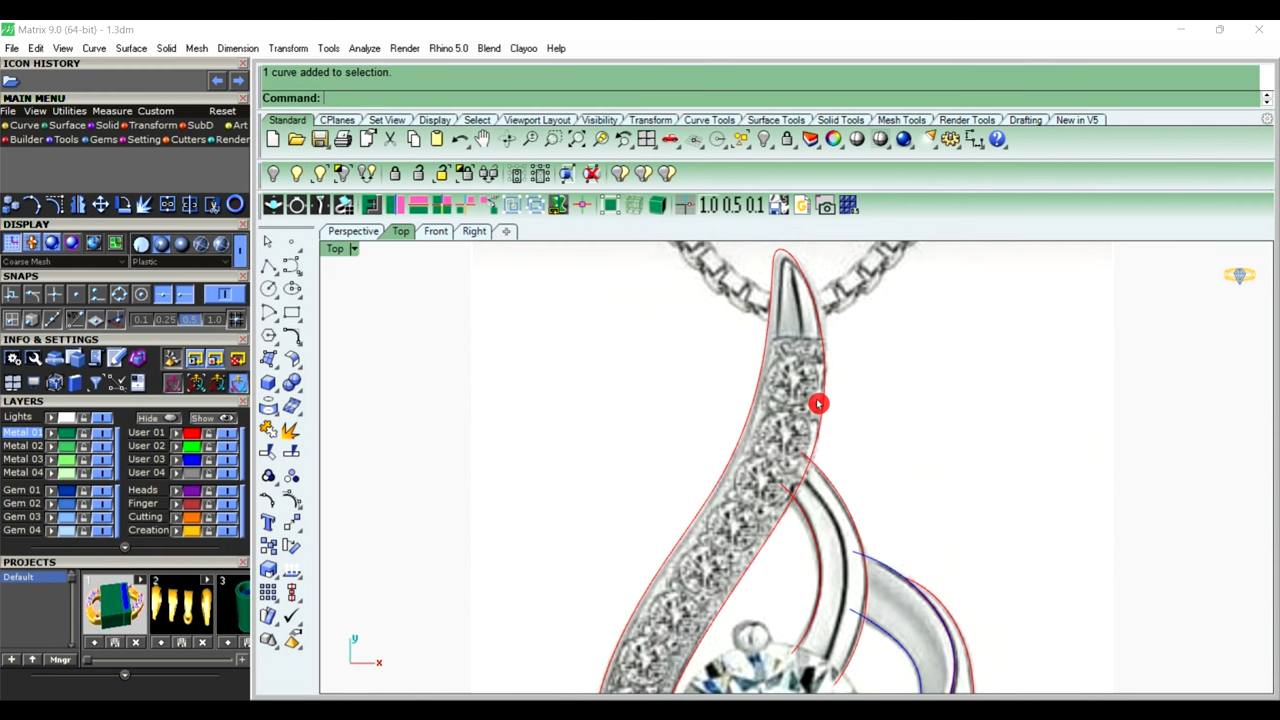 Matrix 9.0 (64-bit) - 1.3dm
File Edit View Curve Surface Solid Mesh Dimension Transform Tools Analyze Render Rhino 5.0 Blend Clayoo Help
ICON HISTORY
1 curve added to selection.
MAIN MENU
Command:
File View Utilities Measure Custom Reset
Curve Surface Solid Transform SubD Art
Builder Tools Gems Setting Cutters Render
Standard CPlanes Set View Display Select Viewport Layout Visibility Transform Curve Tools Surface Tools Solid Tools Mesh Tools Render Tools Drafting New in V5
1.0 0.5 0.1
DISPLAY
Perspective Top Front Right
Top
Coarse Mesh Plastic
SNAPS
0.1 0.25 0.5 1.0
INFO & SETTINGS
LAYERS
Lights Hide Show
Metal 01 User 01
Metal 02 User 02
Metal 03 User 03
Metal 04 User 04
Gem 01 Heads
Gem 02 Finger
Gem 03 Cutting
Gem 04 Creation
PROJECTS
Default 1 2 3
Mngr
y
x